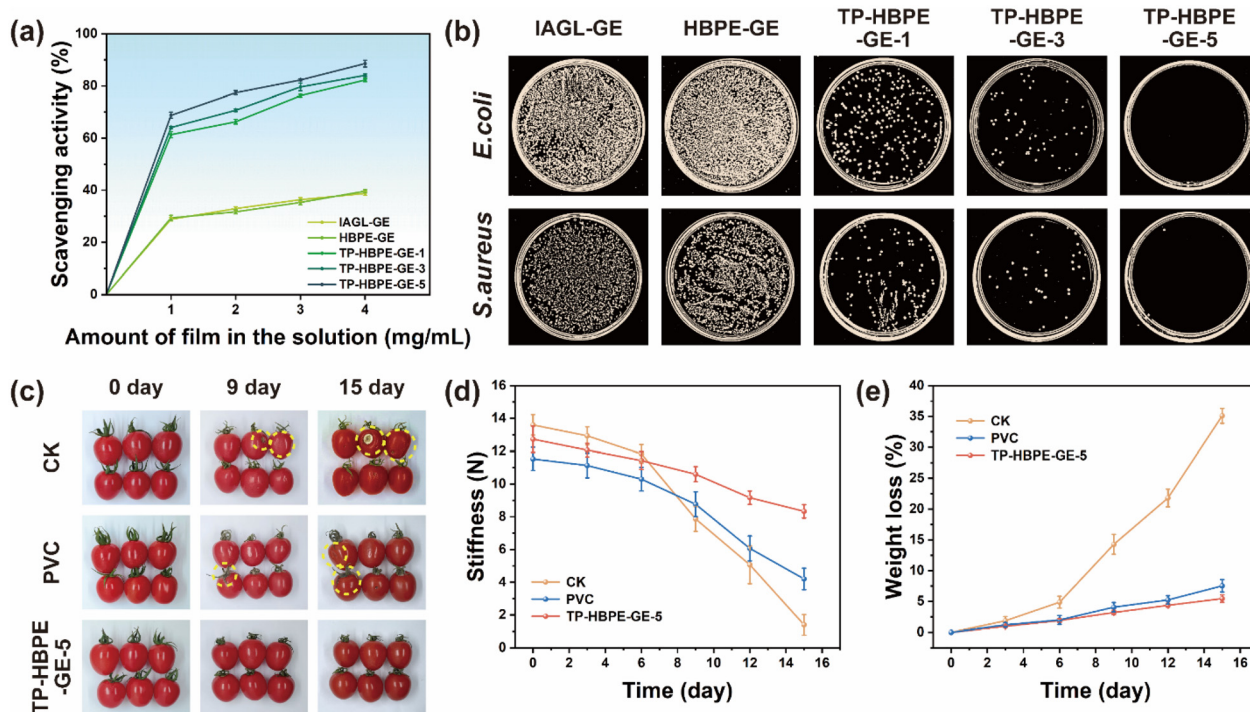 (a)
100
80
60
40
20
0
1 2 3 4
Scavenging activity (%)
Amount of film in the solution (mg/mL)
IAGL-GE
HBPE-GE
TP-HBPE-GE-1
TP-HBPE-GE-3
TP-HBPE-GE-5
(b)
IAGL-GE HBPE-GE TP-HBPE TP-HBPE TP-HBPE
-GE-1 -GE-3 -GE-5
E.coli
S.aureus
(c)
0 day 9 day 15 day
CK
PVC
TP-HBPE
-GE-5
(d)
16
14
12
10
8
6
4
2
0
0 2 4 6 8 10 12 14 16
Stiffness (N)
Time (day)
CK
PVC
TP-HBPE-GE-5
(e)
40
35
30
25
20
15
10
5
0
0 2 4 6 8 10 12 14 16
Weight loss (%)
Time (day)
CK
PVC
TP-HBPE-GE-5